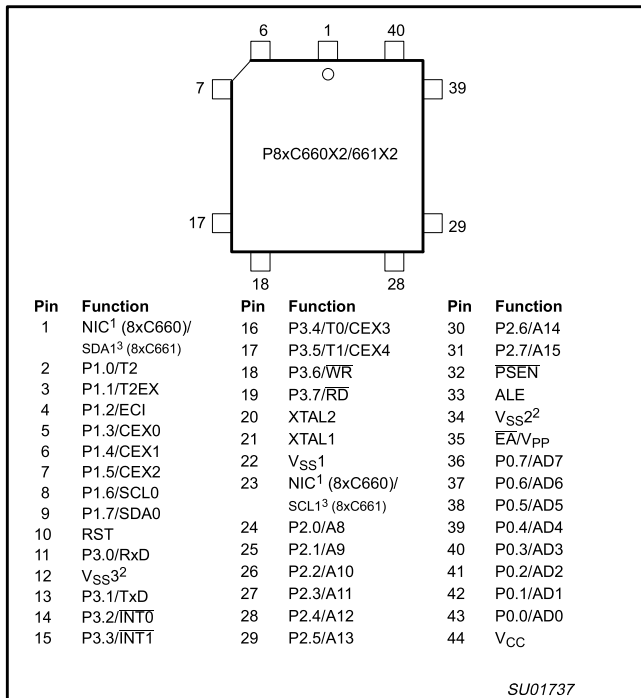 6 1 40
7 39
P8xC660X2/661X2
17 29
18 28
Pin Function
1 NIC1 (8xC660)/
SDA13 (8xC661)
2 P1.0/T2
3 P1.1/T2EX
4 P1.2/ECI
5 P1.3/CEX0
6 P1.4/CEX1
7 P1.5/CEX2
8 P1.6/SCL0
9 P1.7/SDA0
10 RST
11 P3.0/RxD
12 VSS32
13 P3.1/TxD
14 P3.2/INT0
15 P3.3/INT1
Pin Function
16 P3.4/T0/CEX3
17 P3.5/T1/CEX4
18 P3.6/WR
19 P3.7/RD
20 XTAL2
21 XTAL1
22 VSS1
23 NIC1 (8xC660)/
SCL13 (8xC661)
24 P2.0/A8
25 P2.1/A9
26 P2.2/A10
27 P2.3/A11
28 P2.4/A12
29 P2.5/A13
Pin Function
30 P2.6/A14
31 P2.7/A15
32 PSEN
33 ALE
34 VSS22
35 EA/VPP
36 P0.7/AD7
37 P0.6/AD6
38 P0.5/AD5
39 P0.4/AD4
40 P0.3/AD3
41 P0.2/AD2
42 P0.1/AD1
43 P0.0/AD0
44 VCC
SU01737